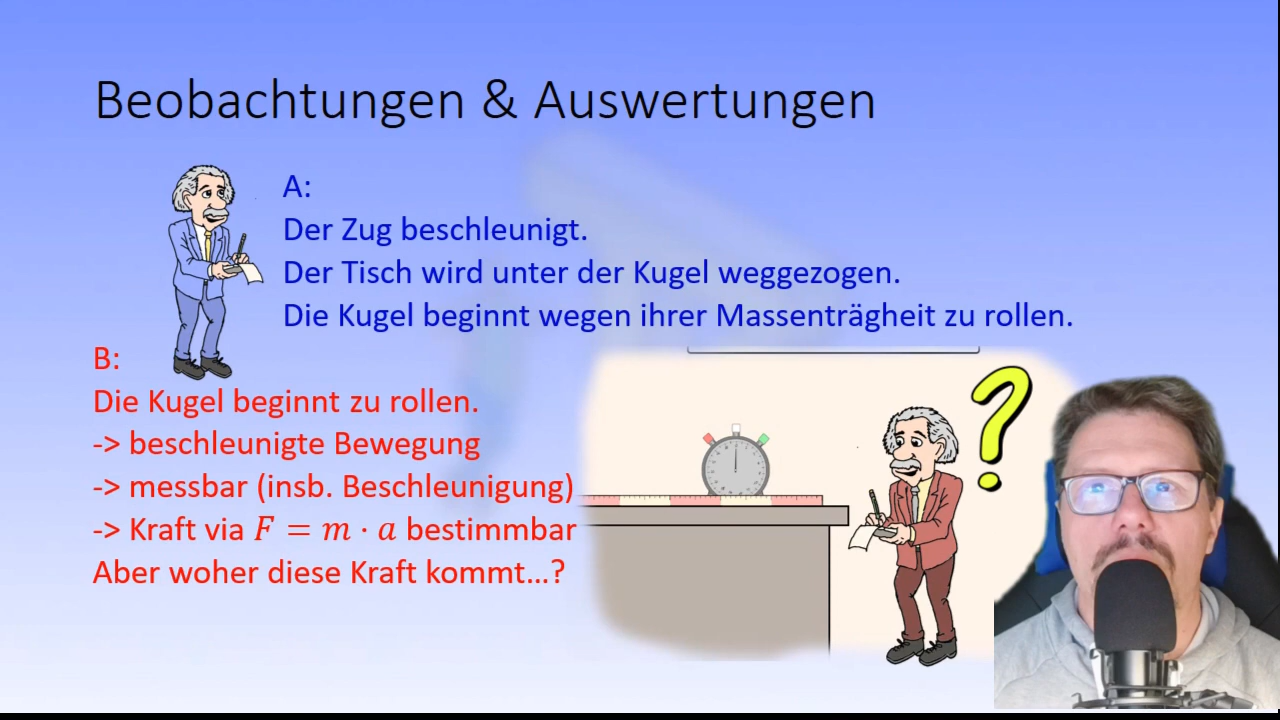 Beobachtungen & Auswertungen
A:
Der Zug beschleunigt.
Der Tisch wird unter der Kugel weggezogen.
Die Kugel beginnt wegen ihrer Massenträgheit zu rollen.
B:
Die Kugel beginnt zu rollen.
-> beschleunigte Bewegung
-> messbar (insb. Beschleunigung)
-> Kraft via F = m · a bestimmbar
Aber woher diese Kraft kommt...?
?